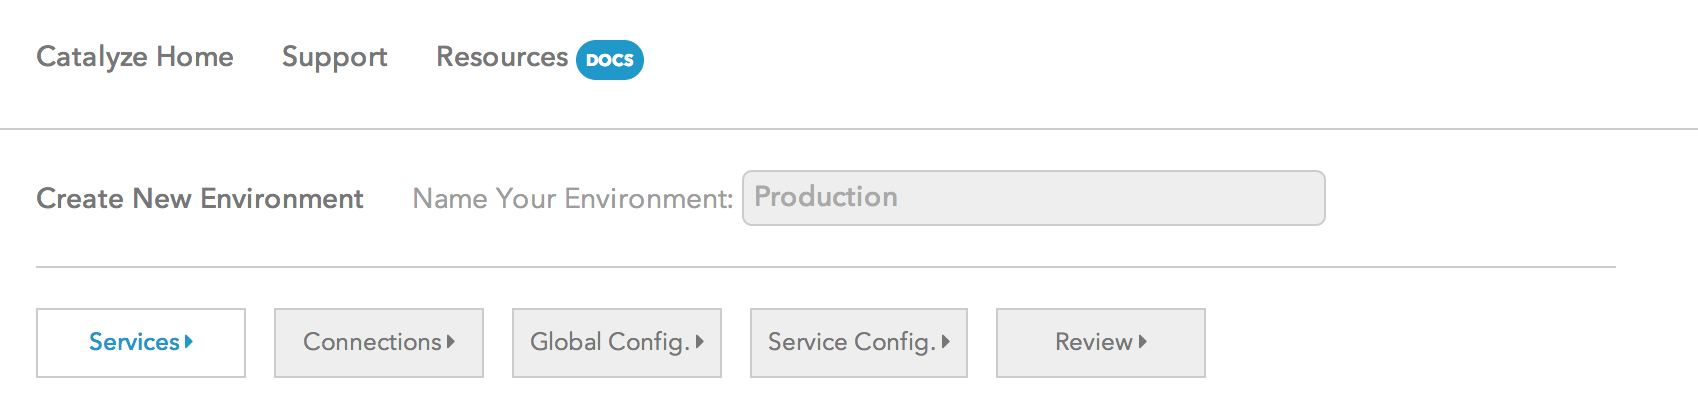 Catalyze Home Support Resources DOCS
Create New Environment Name Your Environment: Production
Services Connections Global Config. Service Config. Review